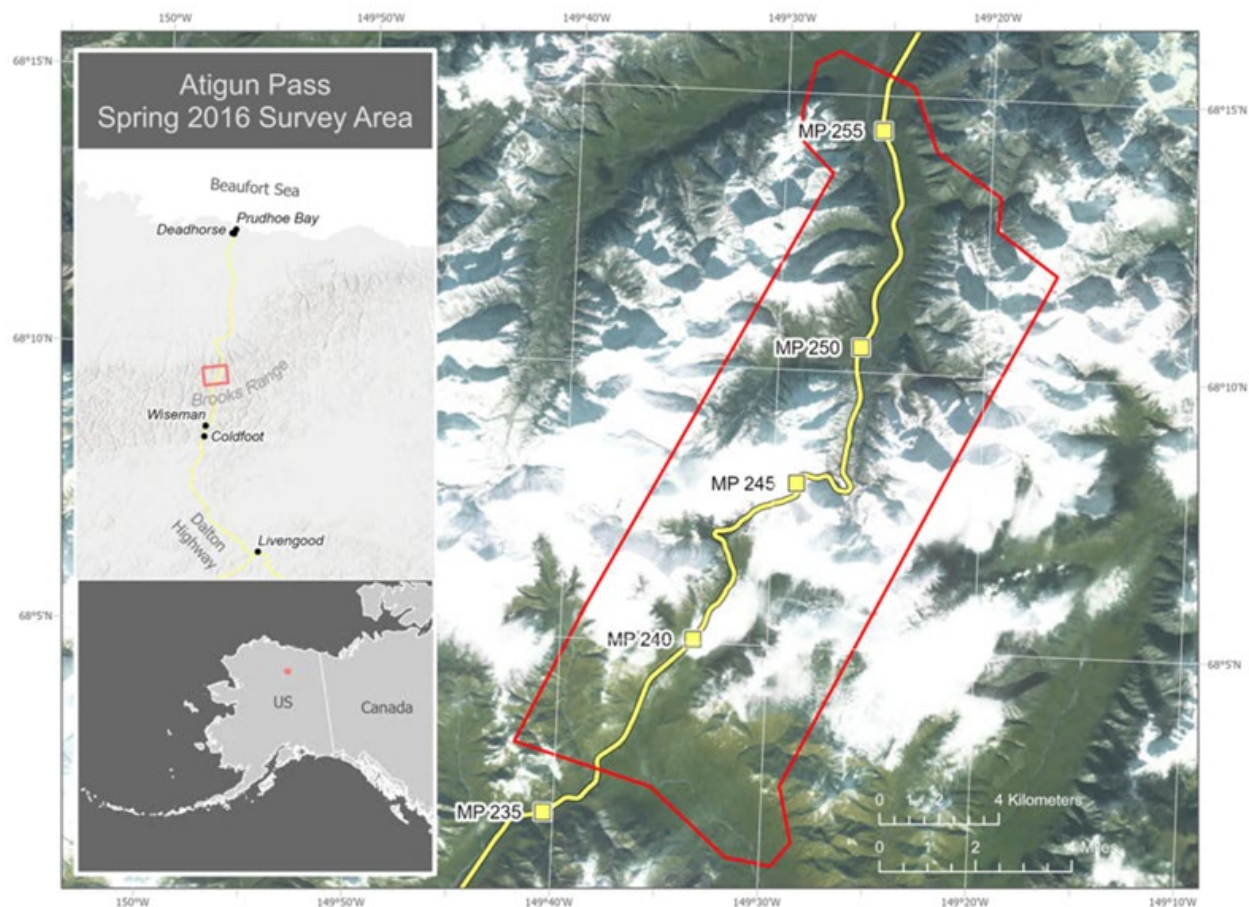 150°W
149°50'W
149°40'W
149°30'W
149°20'W
68°15'N
Atigun Pass
Spring 2016 Survey Area
68°15'N
MP 255
Beaufort Sea
Prudhoe Bay
Deadhorse
68°10'N
MP 250
68°10'N
Brooks Range
Wiseman
Coldfoot
MP 245
Dalton
Highway
Livengood
68°5'N
MP 240
68°5'N
US
Canada
MP 235
0 1 2 4 Kilometers
0 1 2 4 Miles
150°W
149°50'W
149°40'W
149°30'W
149°20'W
149°10'W